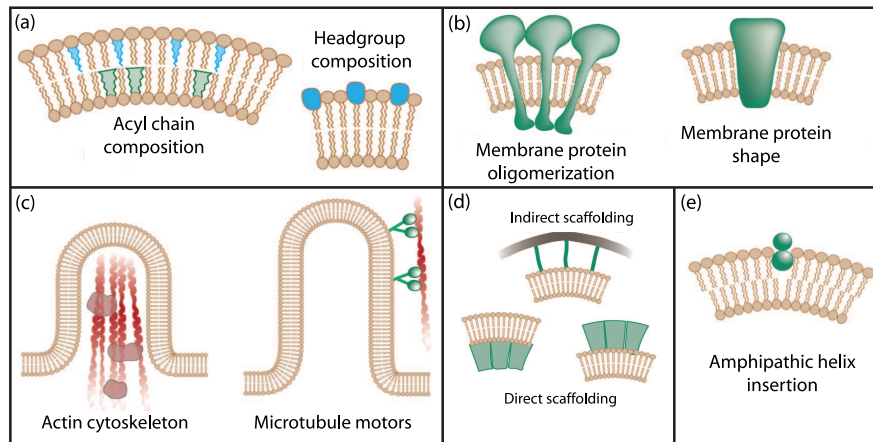 (a)
Acyl chain
composition
Headgroup
composition
(b)
Membrane protein
oligomerization
Membrane protein
shape
(c)
Actin cytoskeleton
Microtubule motors
(d)
Indirect scaffolding
Direct scaffolding
(e)
Amphipathic helix
insertion